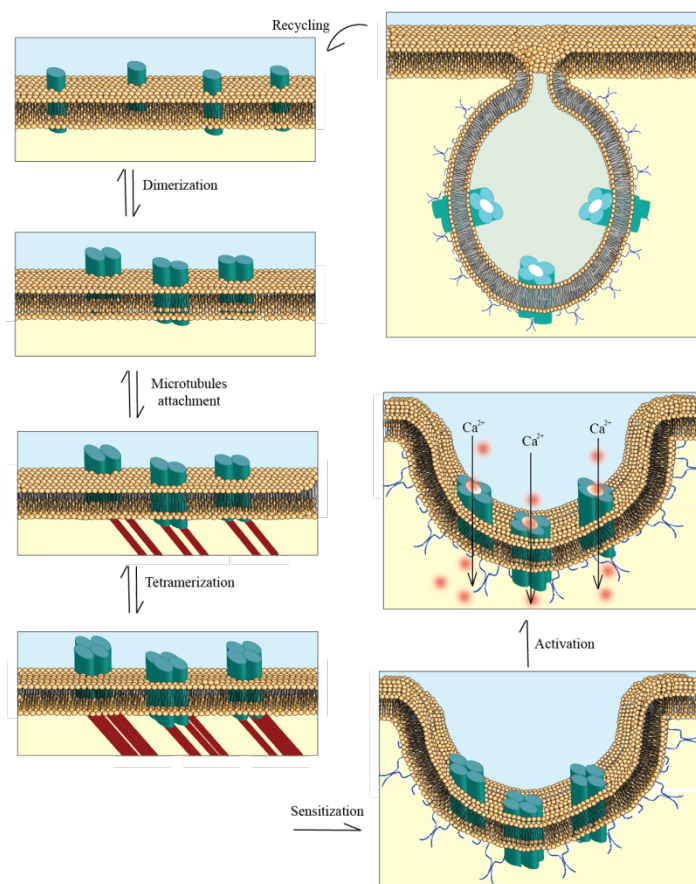 Recycling
Dimerization
Microtubules
attachment
Tetramerization
Sensitization
Activation
Ca²⁺
Ca²⁺
Ca²⁺